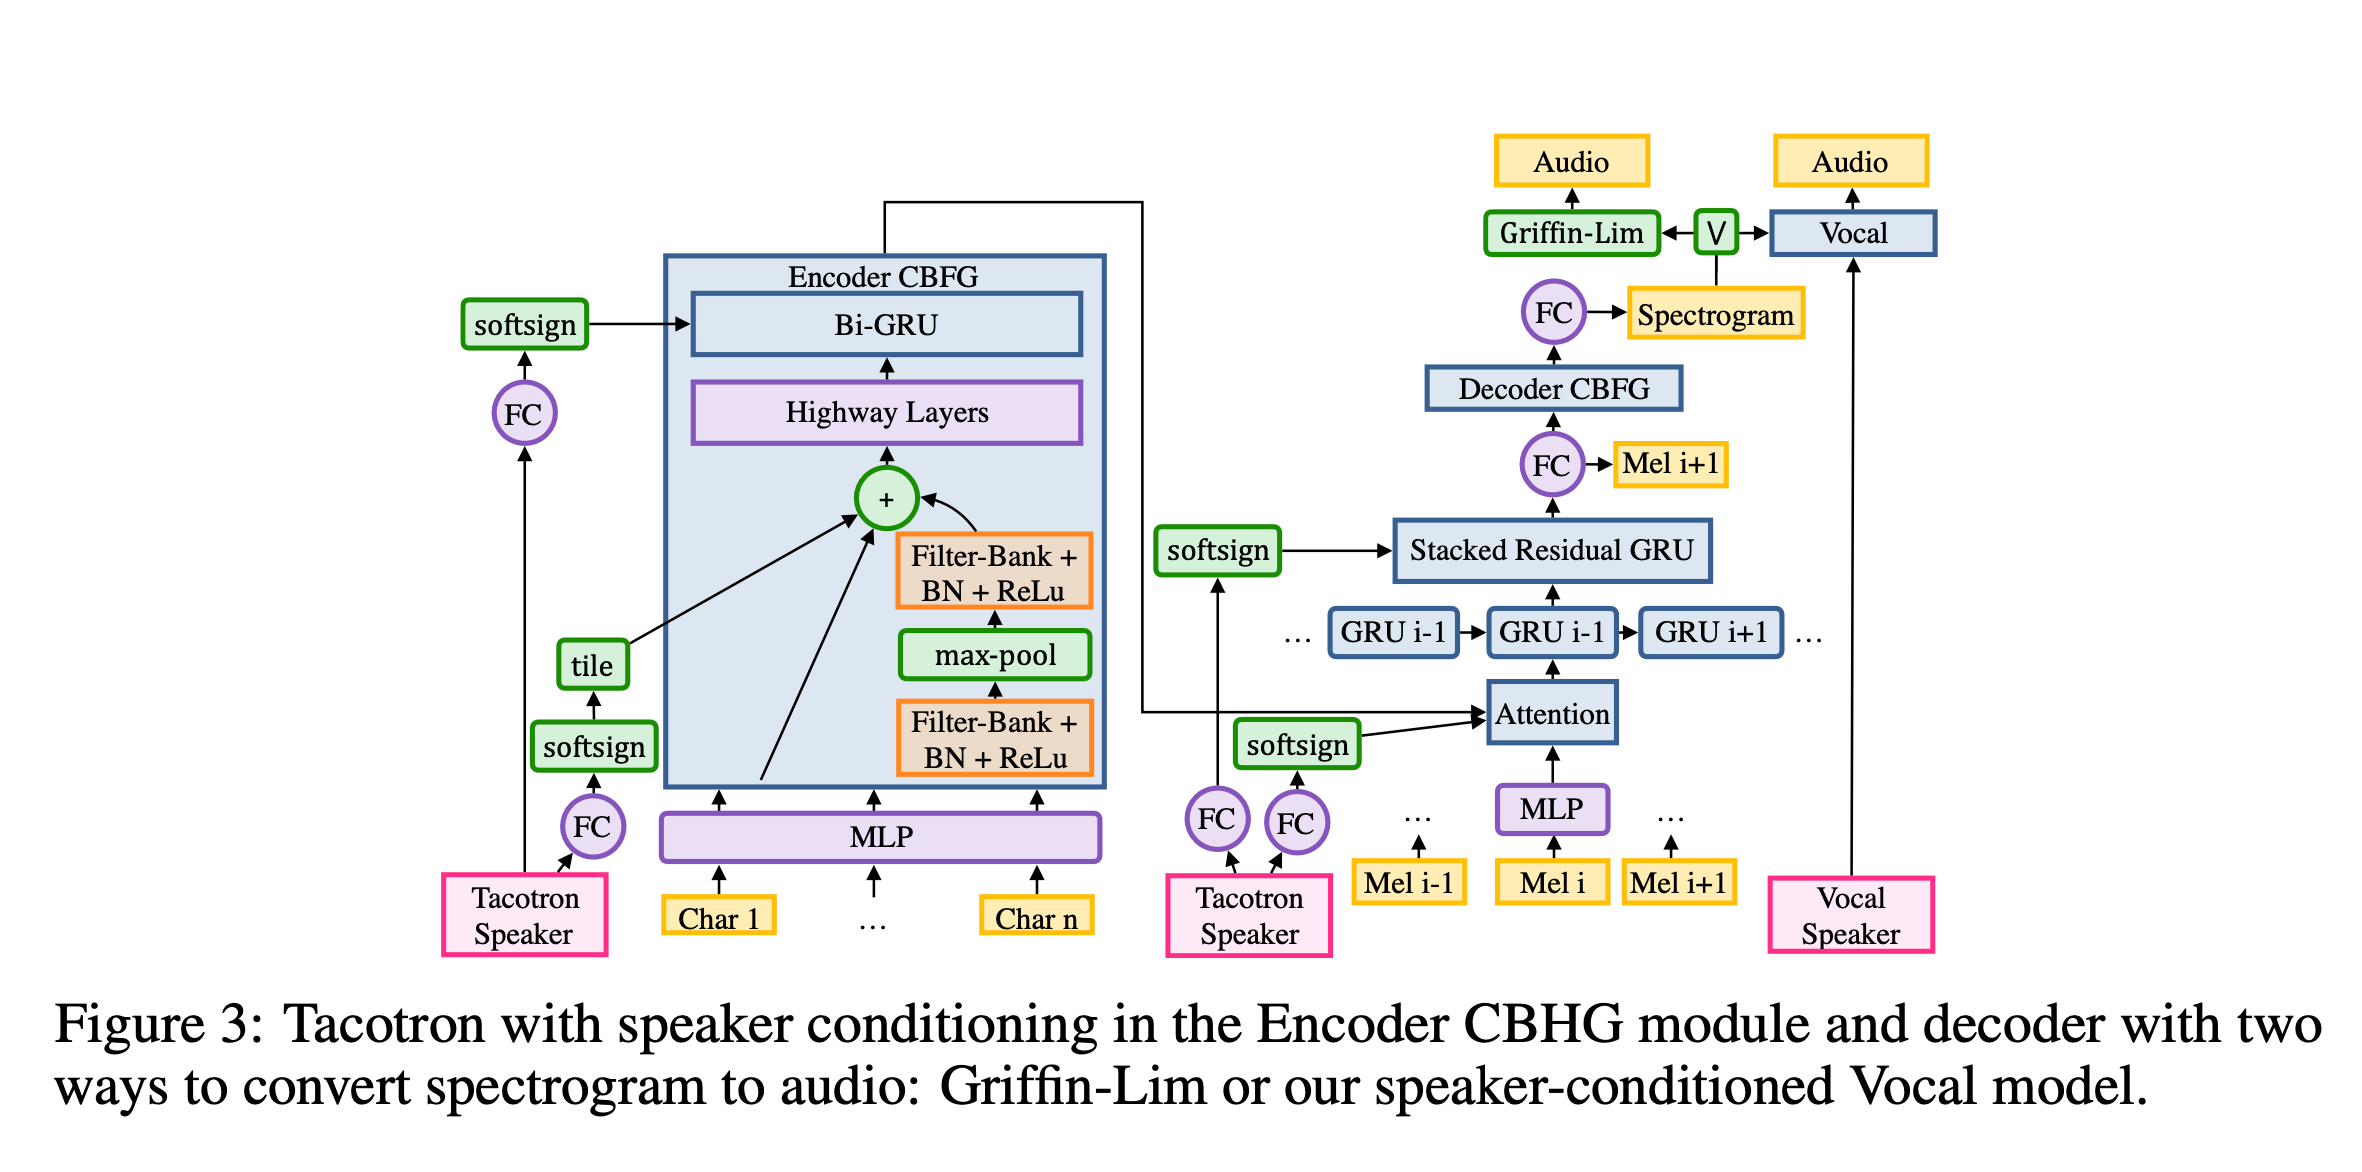 Audio
Audio
Griffin-Lim
V
Vocal
Encoder CBFG
softsign
Bi-GRU
FC
Spectrogram
Decoder CBFG
FC
Highway Layers
FC
Mel i+1
+
softsign
Stacked Residual GRU
Filter-Bank +
BN + ReLu
... GRU i-1
GRU i-1
GRU i+1 ...
tile
max-pool
softsign
Filter-Bank +
BN + ReLu
Attention
softsign
FC
MLP
FC
FC
...
MLP
...
Tacotron
Speaker
Char 1
...
Char n
Tacotron
Speaker
Mel i-1
Mel i
Mel i+1
Vocal
Speaker
Figure 3: Tacotron with speaker conditioning in the Encoder CBHG module and decoder with two
ways to convert spectrogram to audio: Griffin-Lim or our speaker-conditioned Vocal model.